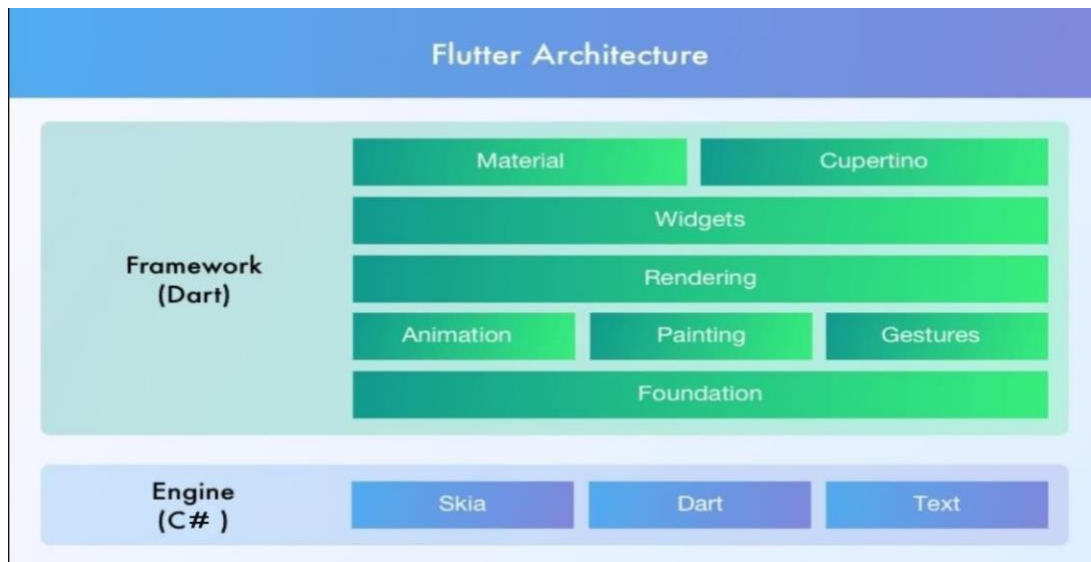 Flutter Architecture
Material Cupertino
Widgets
Framework
(Dart)
Rendering
Animation Painting Gestures
Foundation
Engine
(C# )
Skia Dart Text